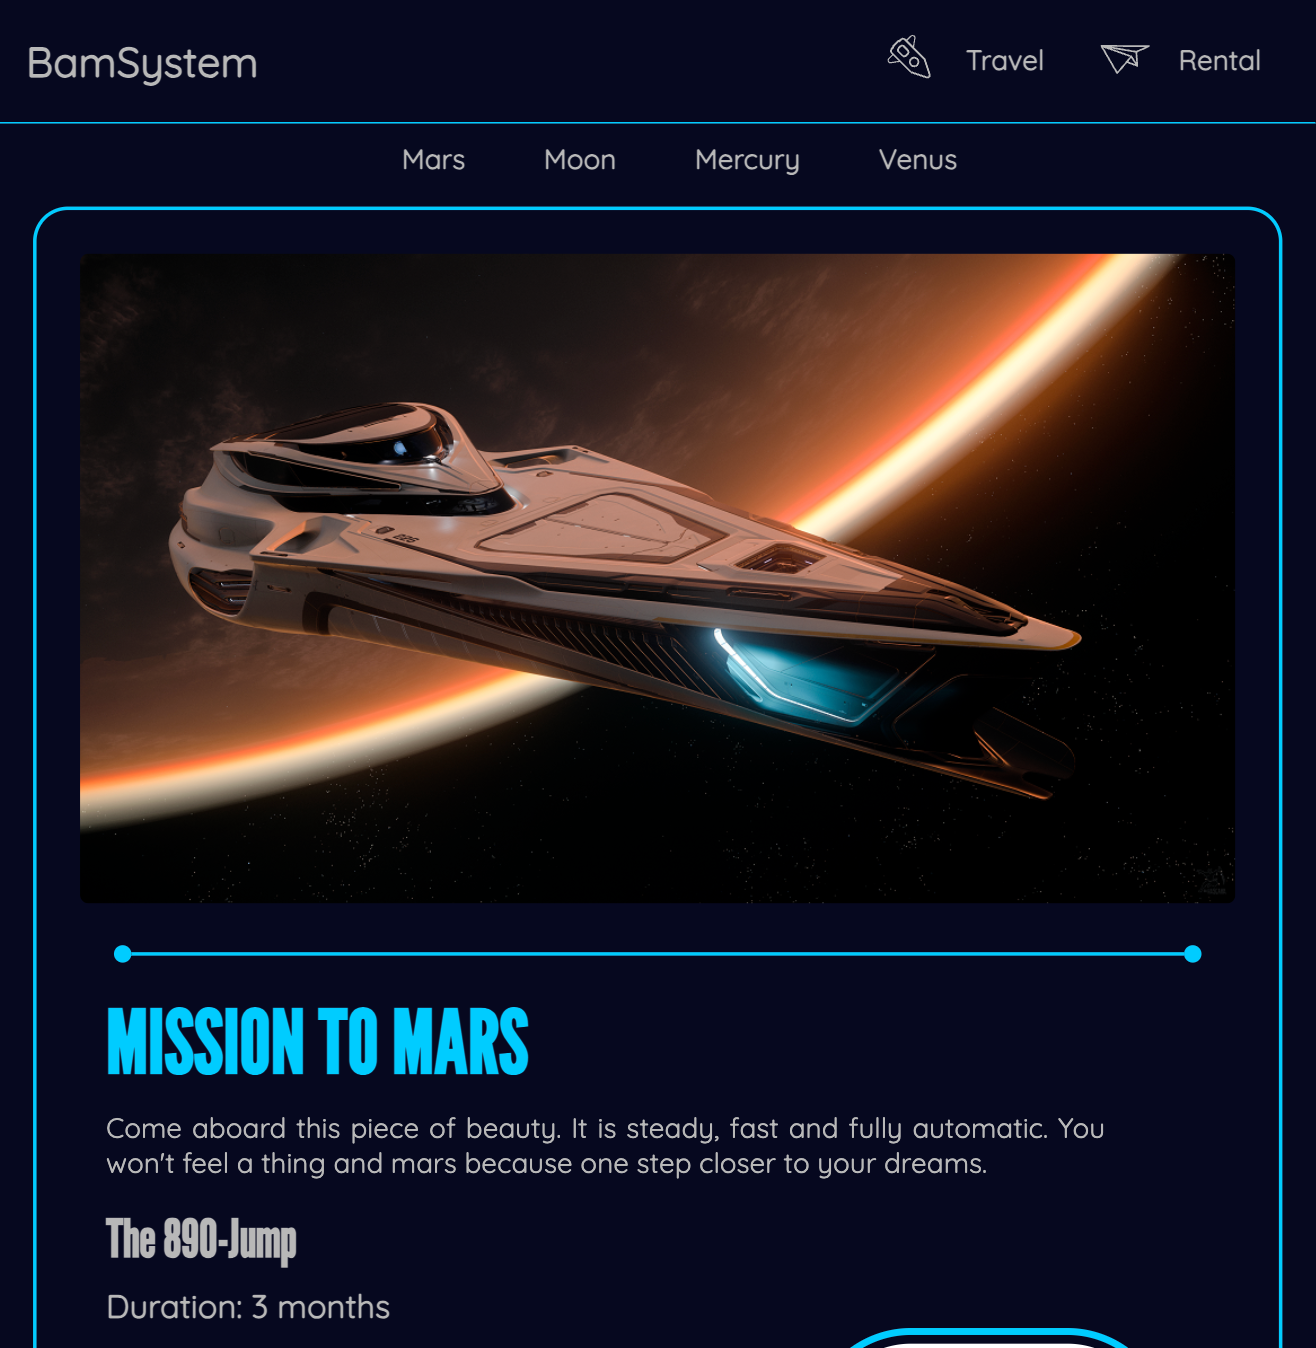 BamSystem
Travel
Rental
Mars
Moon
Mercury
Venus
MISSION TO MARS
Come aboard this piece of beauty. It is steady, fast and fully automatic. You
won't feel a thing and mars because one step closer to your dreams.
The 890-Jump
Duration: 3 months